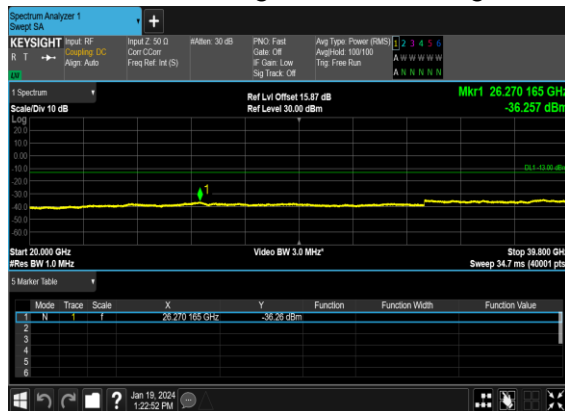 Spectrum Analyzer 1
Swept SA
KEYSIGHT Input: RF Input Z: 50 Ω #Atten: 30 dB PNO: Fast Avg Type: Power (RMS) 1 2 3 4 5 6
R T Coupling: DC Corr CCorr Gate: Off Avg|Hold: 100/100 A W W W W W
Align: Auto Freq Ref: Int (S) IF Gain: Low Trig: Free Run
LW Sig Track: Off A N N N N N
1 Spectrum Ref Lvl Offset 15.87 dB Mkr1 26.270 165 GHz
Scale/Div 10 dB Ref Level 30.00 dBm -36.257 dBm
Log
20.0
10.0
0.00
-10.0 DL1 -13.00 dBm
-20.0
-30.0 1
-40.0
-50.0
-60.0
Start 20.000 GHz Video BW 3.0 MHz* Stop 39.800 GHz
#Res BW 1.0 MHz Sweep 34.7 ms (40001 pts)
5 Marker Table
Mode Trace Scale X Y Function Function Width Function Value
1 N 1 f 26.270 165 GHz -36.26 dBm
2
3
4
5
6
? Jan 19, 2024
1:22:52 PM